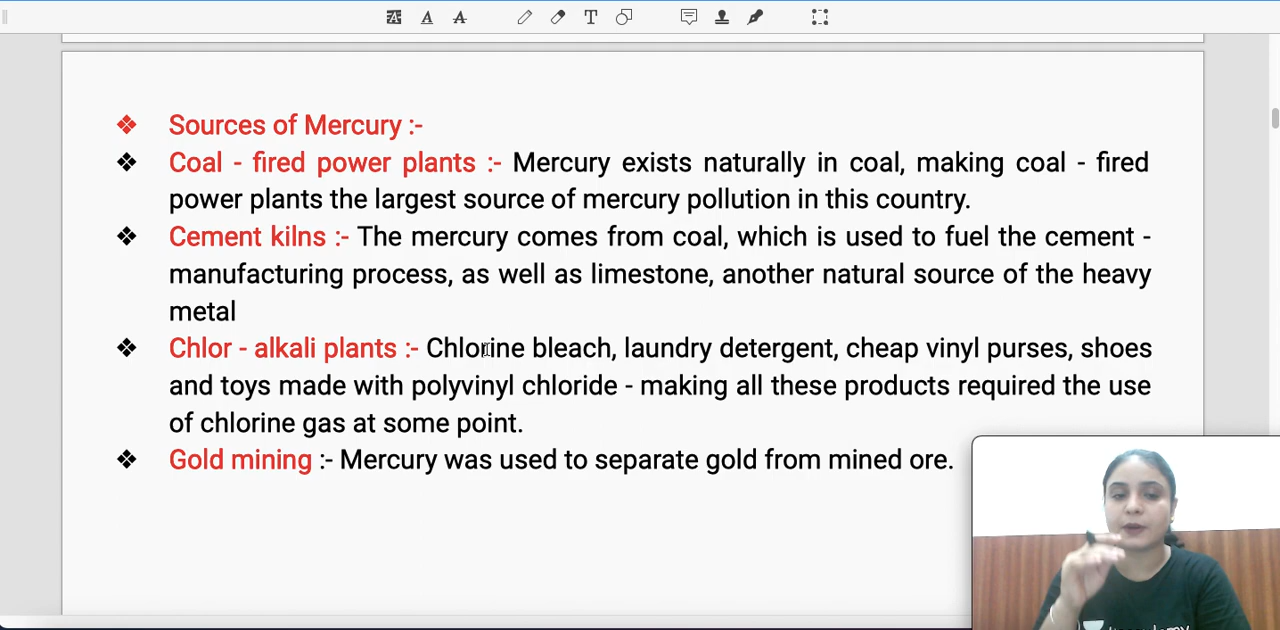 Sources of Mercury :-
Coal - fired power plants :- Mercury exists naturally in coal, making coal - fired
power plants the largest source of mercury pollution in this country.
Cement kilns :- The mercury comes from coal, which is used to fuel the cement -
manufacturing process, as well as limestone, another natural source of the heavy
metal
Chlor - alkali plants :- Chlorine bleach, laundry detergent, cheap vinyl purses, shoes
and toys made with polyvinyl chloride - making all these products required the use
of chlorine gas at some point.
Gold mining :- Mercury was used to separate gold from mined ore.